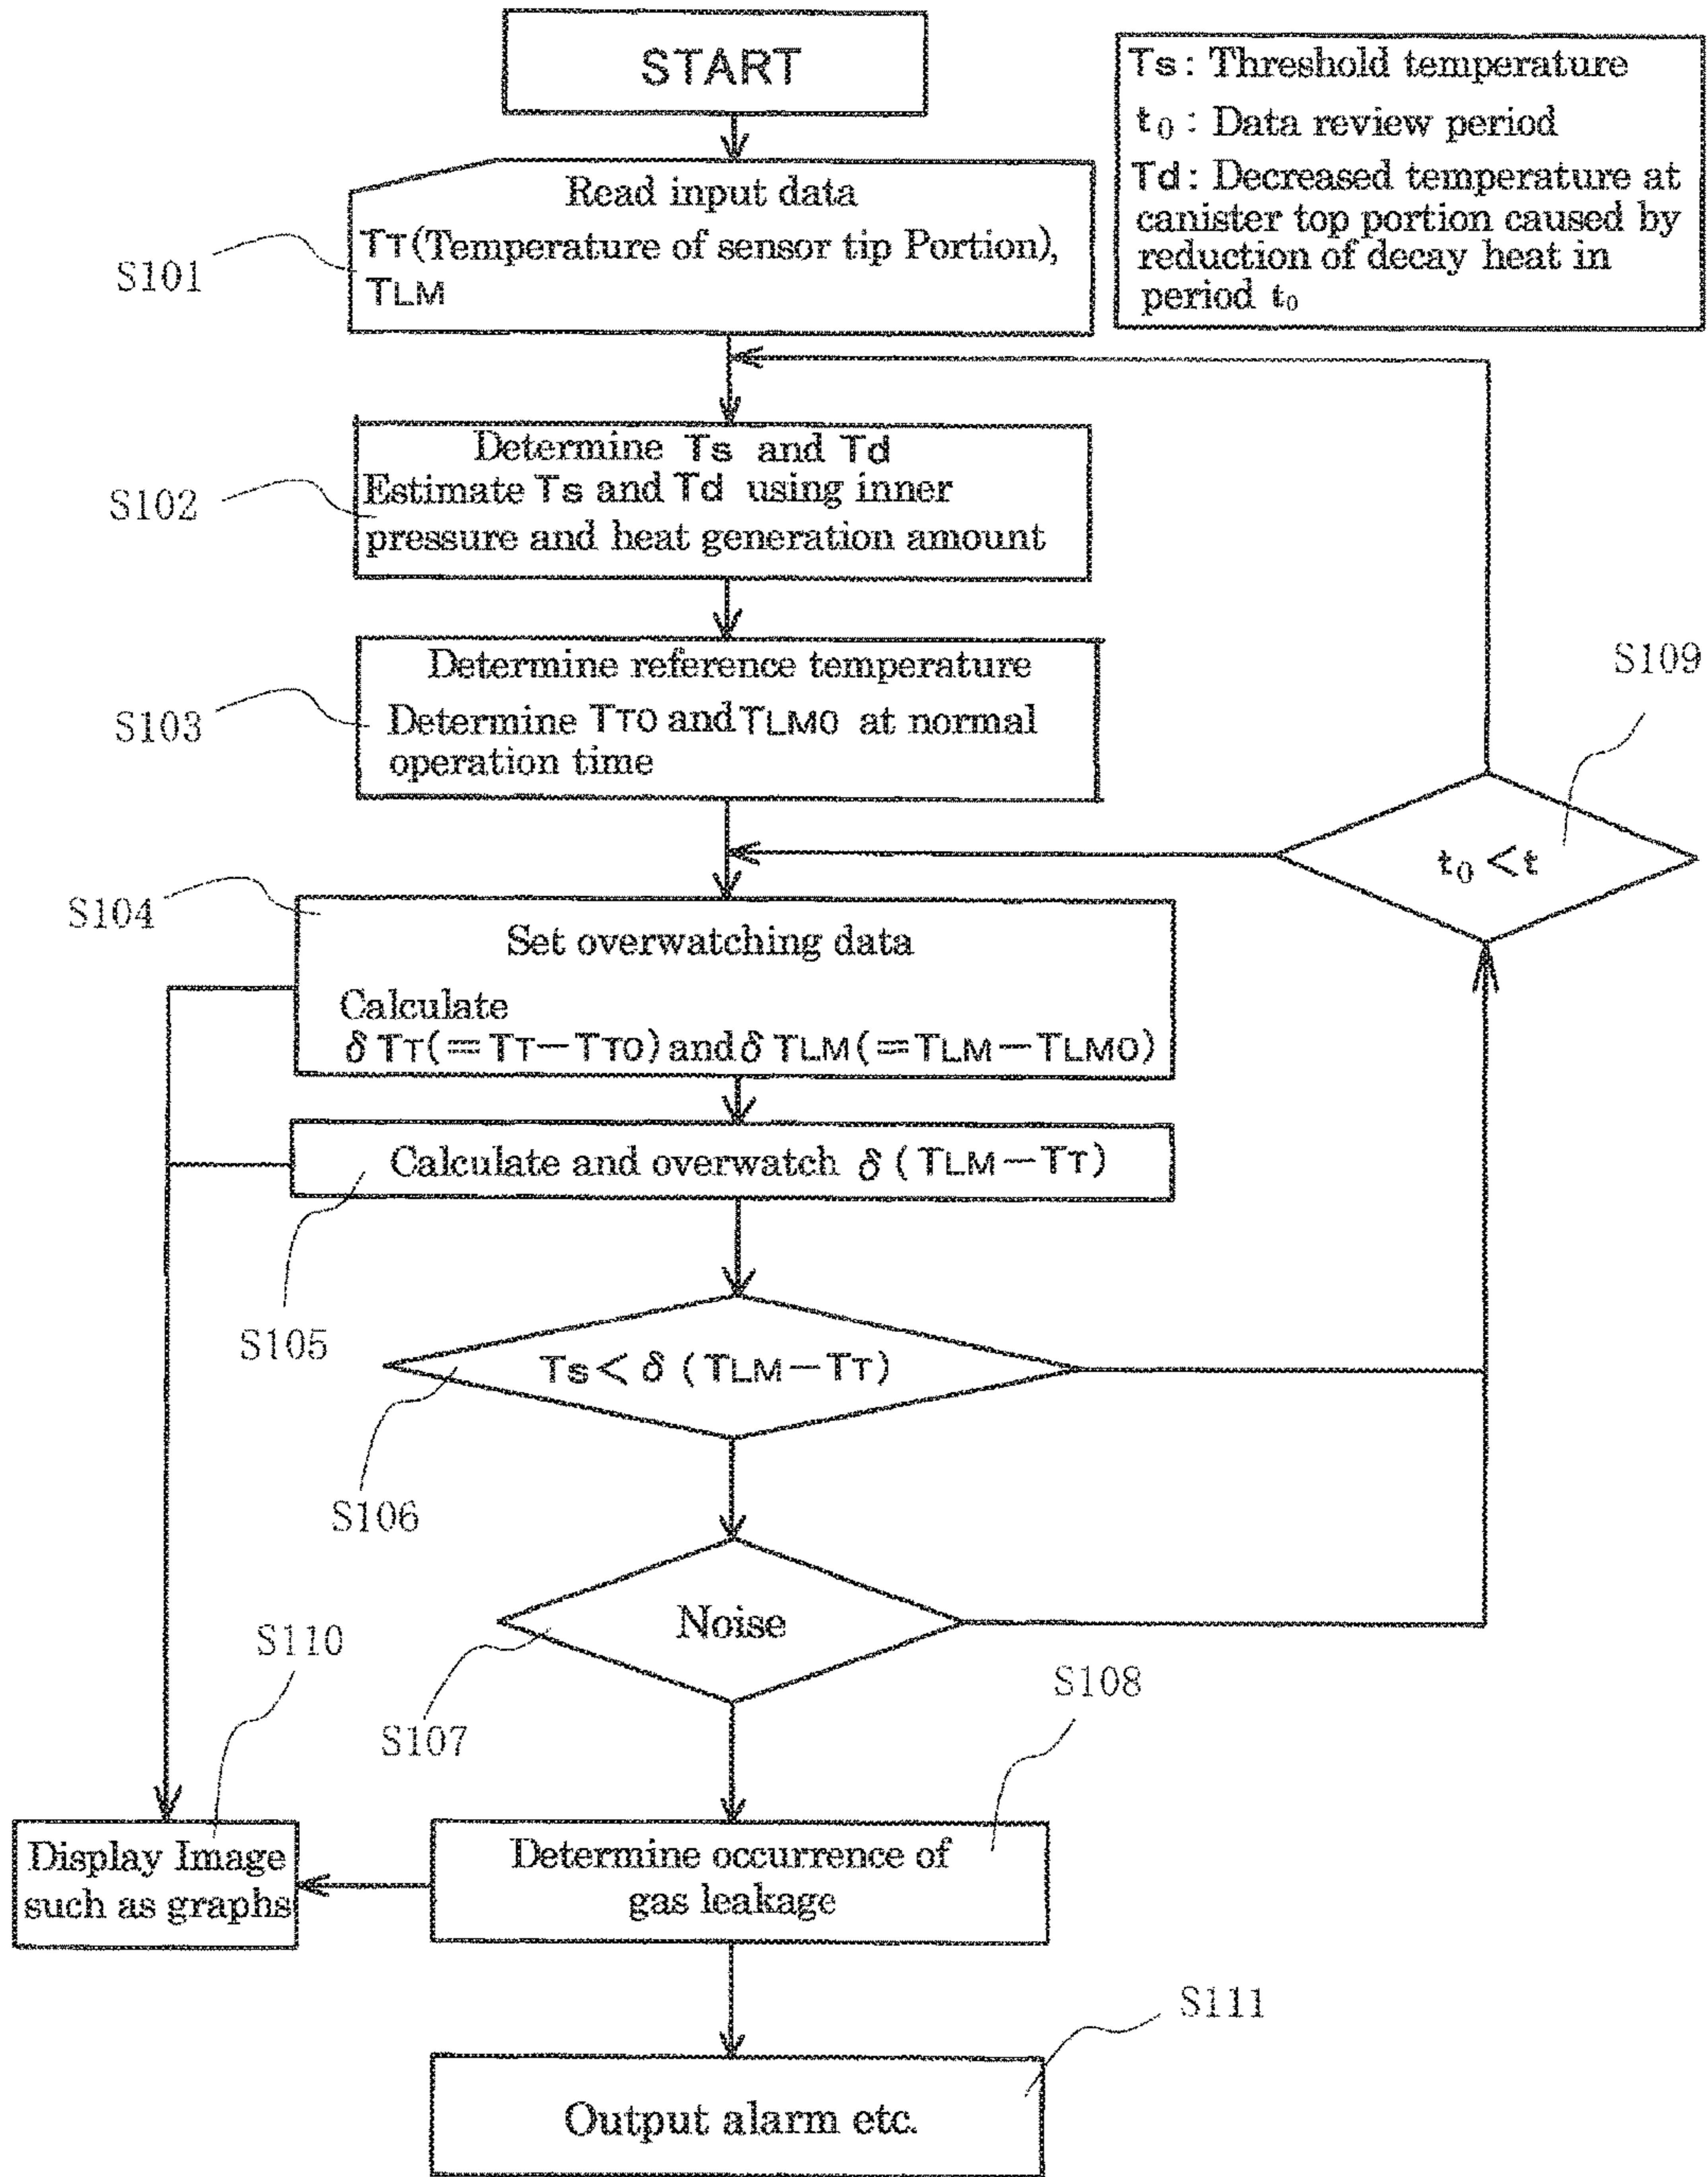 START
Ts: Threshold temperature
t0: Data review period
Td: Decreased temperature at
canister top portion caused by
reduction of decay heat in
period t0
Read input data
TT(Temperature of sensor tip Portion),
TLM
S101
Determine Ts and Td
Estimate Ts and Td using inner
pressure and heat generation amount
S102
Determine reference temperature
Determine TT0 and TLM0 at normal
operation time
S103
S109
t0<t
S104
Set overwatching data
Calculate
δTT(=TT−TT0)andδTLM(=TLM−TLM0)
Calculate and overwatch δ(TLM−TT)
S105
Ts<δ(TLM−TT)
S106
Noise
S107
S110
S108
Display Image
such as graphs
Determine occurrence of
gas leakage
S111
Output alarm etc.